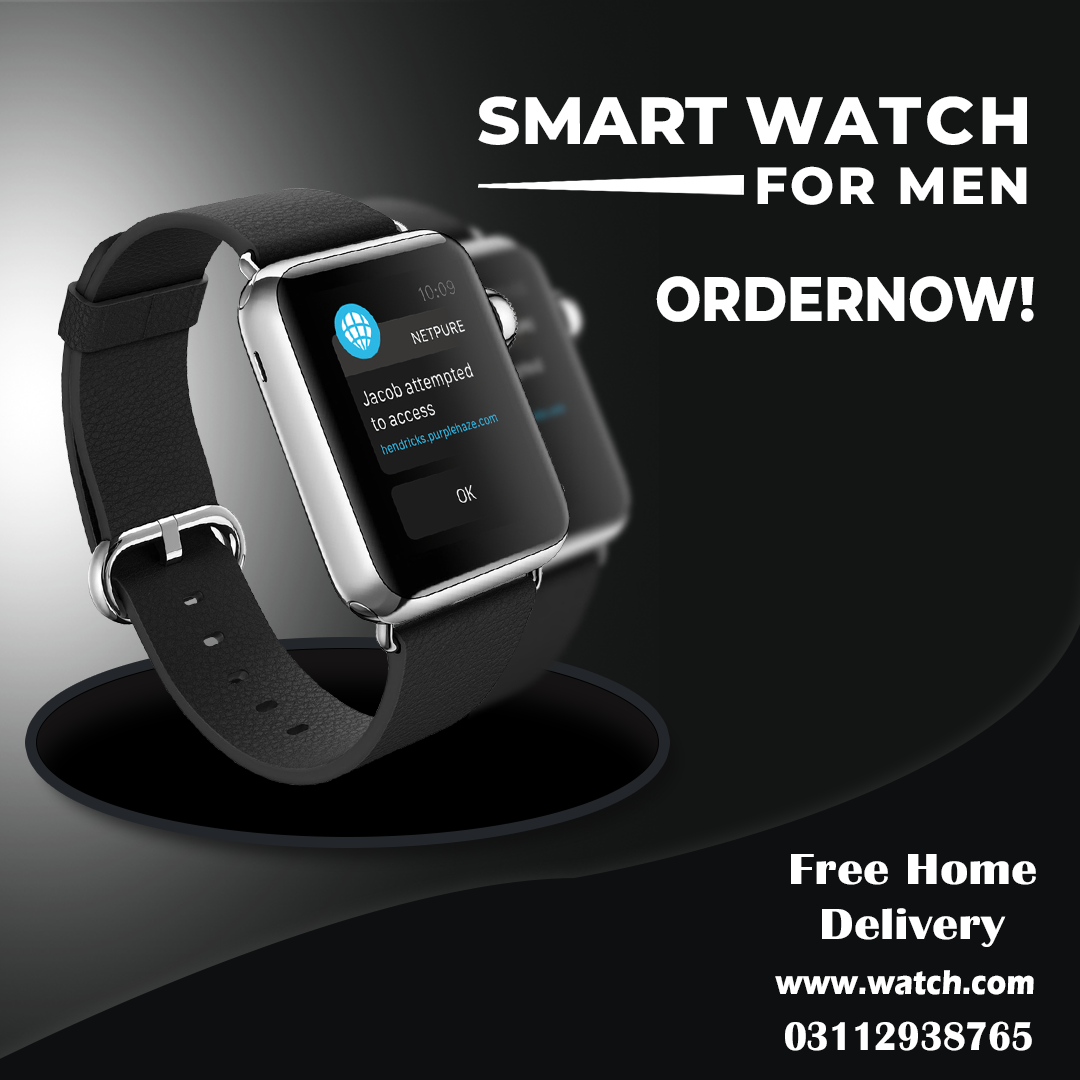 SMART WATCH
FOR MEN
ORDERNOW!
10:09
NETPURE
Jacob attempted
to access
hendricks.purplehaze.com
OK
Free Home
Delivery
www.watch.com
03112938765